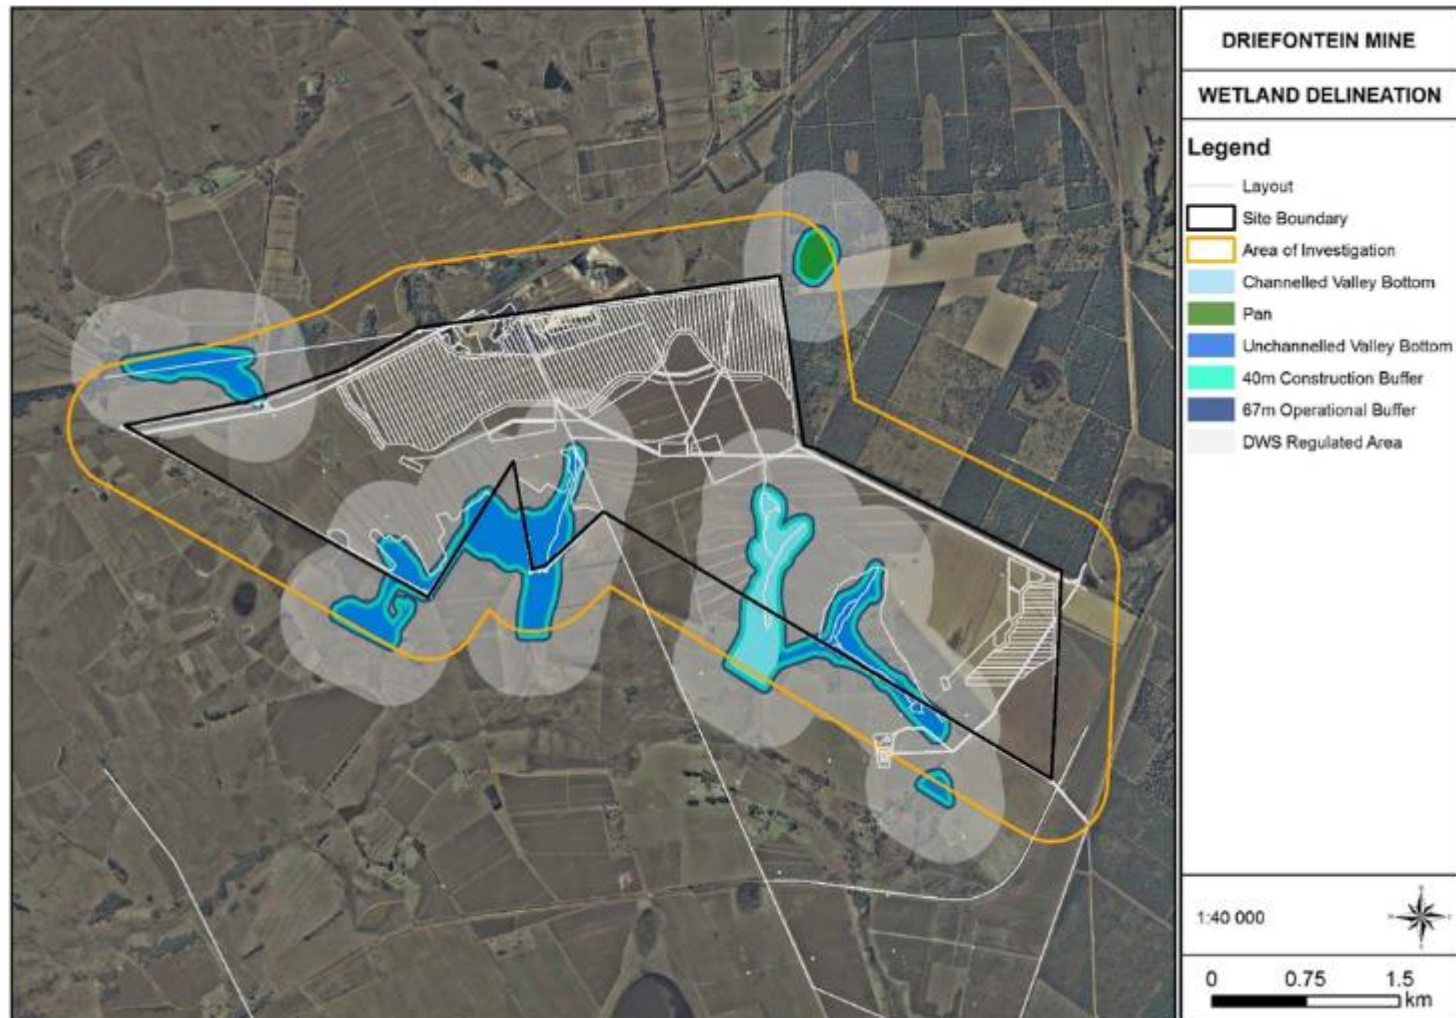 DRIEFONTEIN MINE
WETLAND DELINEATION
Legend
Layout
Site Boundary
Area of Investigation
Channelled Valley Bottom
Pan
Unchannelled Valley Bottom
40m Construction Buffer
67m Operational Buffer
DWS Regulated Area
1:40 000
0 0.75 1.5
km